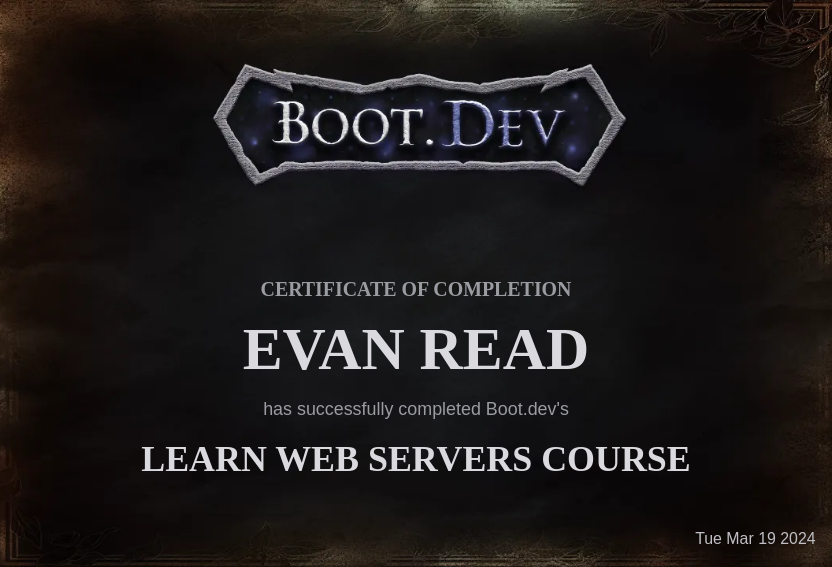 BOOT.DEV
CERTIFICATE OF COMPLETION
EVAN READ
has successfully completed Boot.dev's
LEARN WEB SERVERS COURSE
Tue Mar 19 2024